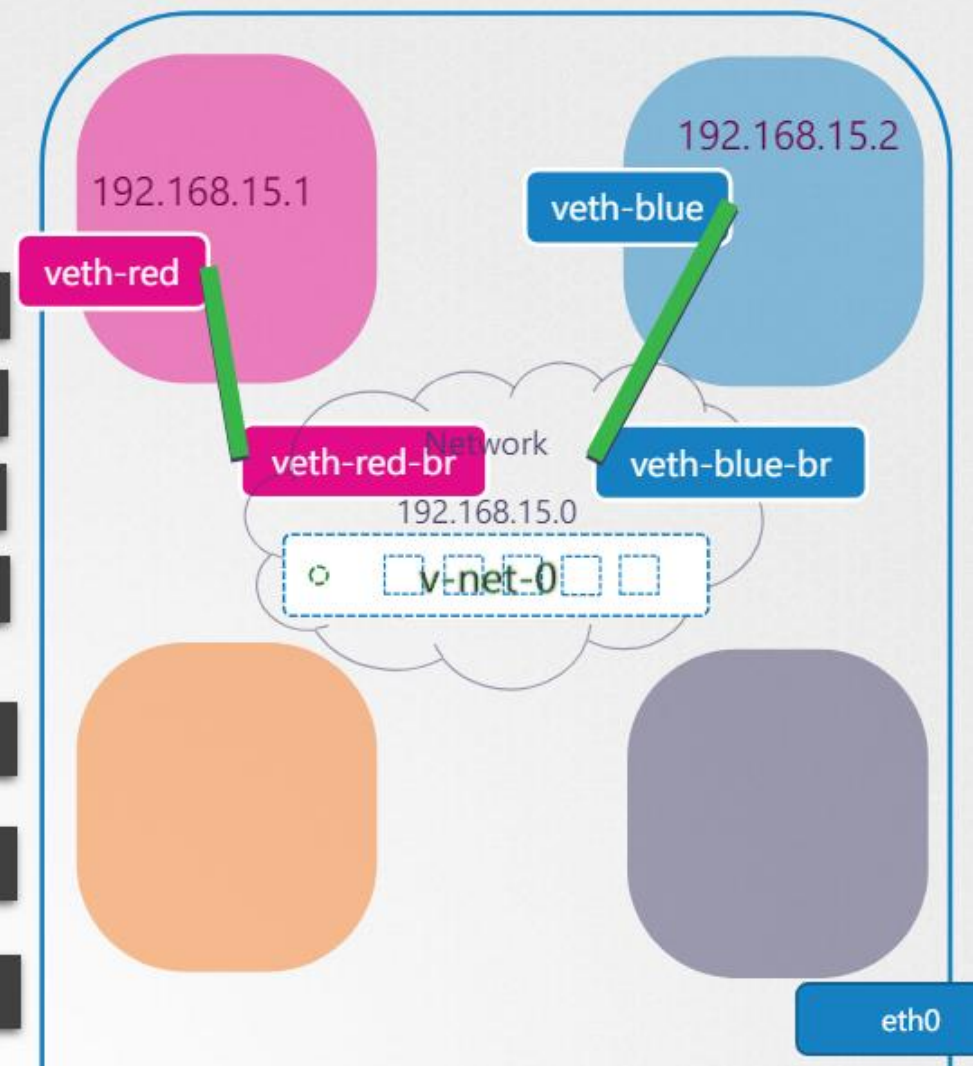 192.168.15.2
192.168.15.1
veth-blue
veth-red
Network
veth-red-br
veth-blue-br
192.168.15.0
v-net-0
eth0